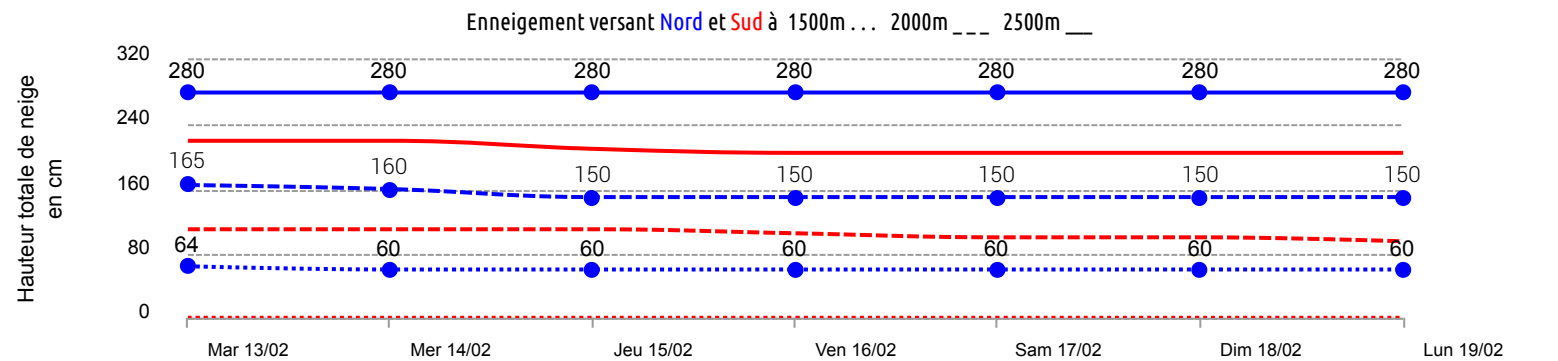 Enneigement versant Nord et Sud à 1500m . . . 2000m _ _ _ 2500m __
Hauteur totale de neige
en cm
320
280 280 280 280 280 280 280
240
165 160 150 150 150 150 150
160
80
64 60 60 60 60 60 60
0
Mar 13/02 Mer 14/02 Jeu 15/02 Ven 16/02 Sam 17/02 Dim 18/02 Lun 19/02